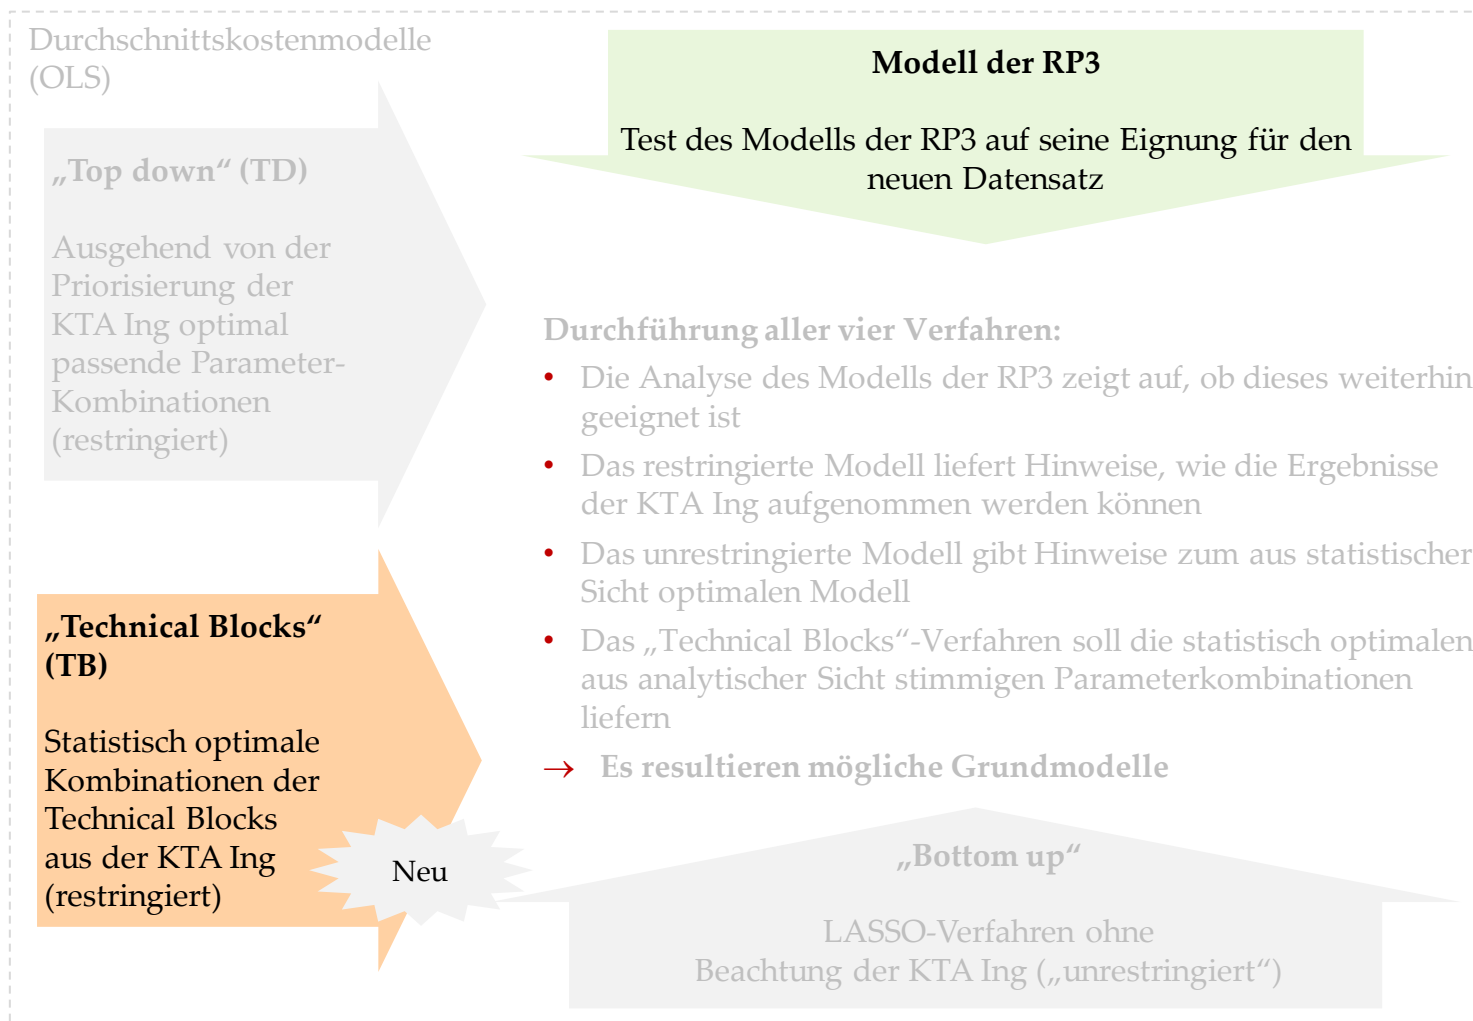 Durchschnittskostenmodelle
(OLS)
„Top down“ (TD)
Ausgehend von der
Priorisierung der
KTA Ing optimal
passende Parameter-
Kombinationen
(restringiert)
Modell der RP3
Test des Modells der RP3 auf seine Eignung für den
neuen Datensatz
Durchführung aller vier Verfahren:
• Die Analyse des Modells der RP3 zeigt auf, ob dieses weiterhin
geeignet ist
• Das restringierte Modell liefert Hinweise, wie die Ergebnisse
der KTA Ing aufgenommen werden können
• Das unrestringierte Modell gibt Hinweise zum aus statistischer
Sicht optimalen Modell
• Das „Technical Blocks“-Verfahren soll die statistisch optimalen
aus analytischer Sicht stimmigen Parameterkombinationen
liefern
→ Es resultieren mögliche Grundmodelle
„Technical Blocks“
(TB)
Statistisch optimale
Kombinationen der
Technical Blocks
aus der KTA Ing
(restringiert)
Neu
„Bottom up“
LASSO-Verfahren ohne
Beachtung der KTA Ing („unrestringiert“)